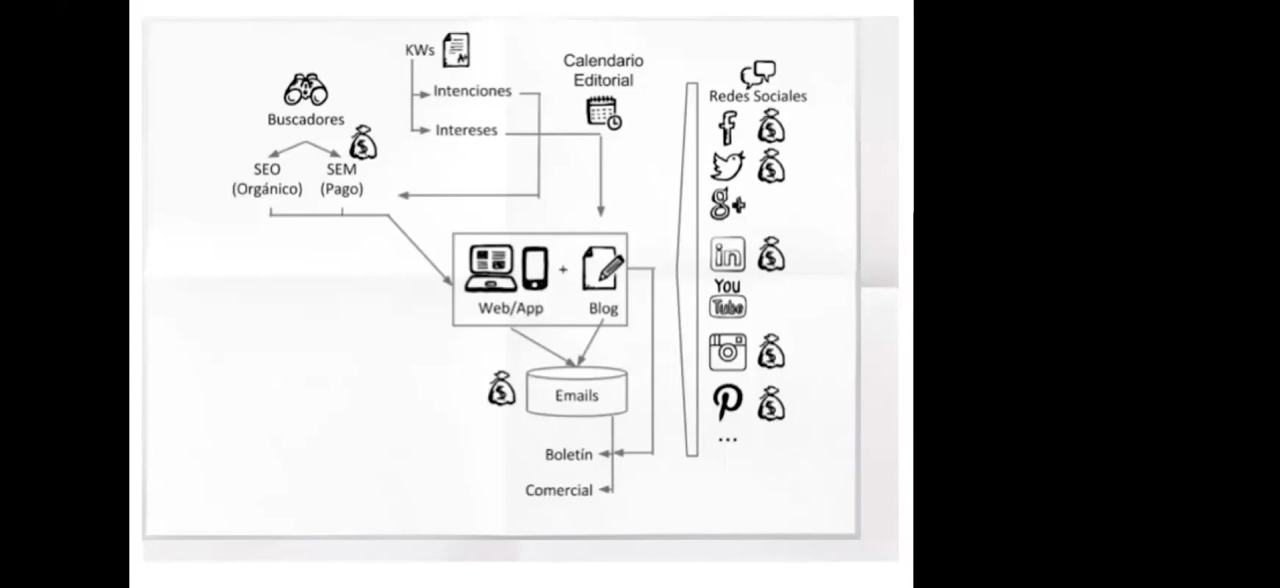 KWs
A+
Calendario
Editorial
Intenciones
Buscadores
Intereses
SEO
(Orgánico)
SEM
(Pago)
$
Redes Sociales
f
$
$
g+
in
$
You
Tube
$
$
...
+
Web/App
Blog
$
Emails
Boletín
Comercial